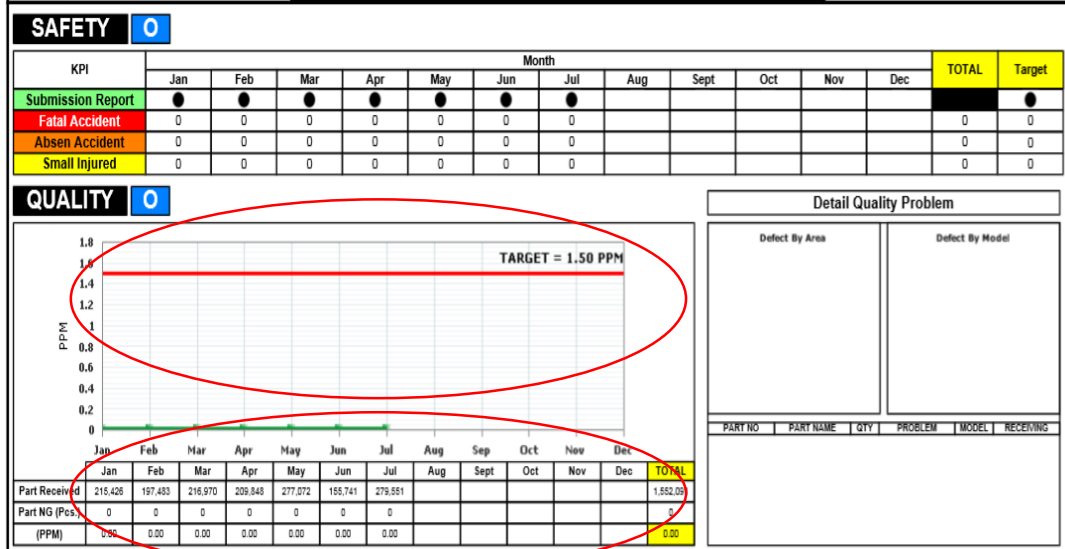 SAFETY O
KPI Month TOTAL Target
Jan Feb Mar Apr May Jun Jul Aug Sept Oct Nov Dec
Submission Report
Fatal Accident 0 0 0 0 0 0 0 0 0
Absen Accident 0 0 0 0 0 0 0 0 0
Small Injured 0 0 0 0 0 0 0 0 0
QUALITY O
Detail Quality Problem
Defect By Area Defect By Model
TARGET = 1.50 PPM
PPM
1.8
1.6
1.4
1.2
1
0.8
0.6
0.4
0.2
0
Jan Feb Mar Apr May Jun Jul Aug Sep Oct Nov Dec
PART NO PART NAME QTY PROBLEM MODEL RECEIVING
Jan Feb Mar Apr May Jun Jul Aug Sept Oct Nov Dec TOTAL
Part Received 215,426 197,483 216,970 209,848 277,072 155,741 279,551 1,552,09
Part NG (Pcs.) 0 0 0 0 0 0 0 0
(PPM) 0.00 0.00 0.00 0.00 0.00 0.00 0.00 0.00